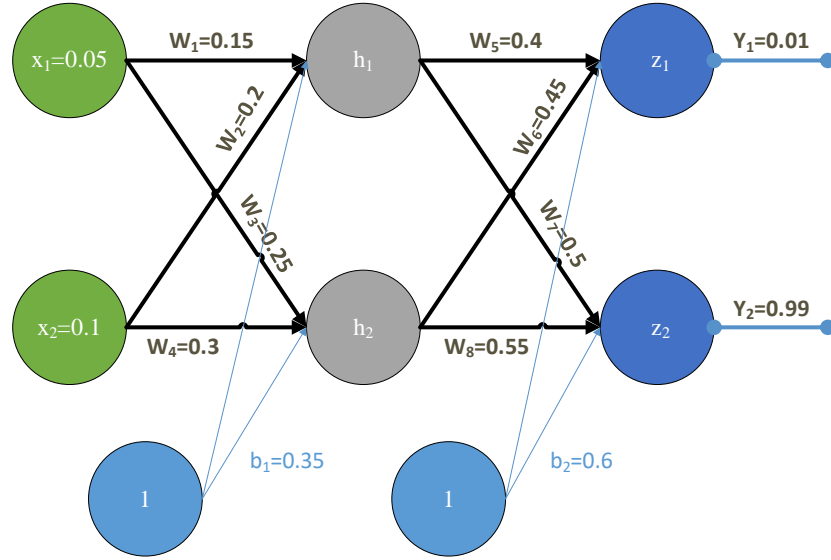 x₁=0.05
W₁=0.15
h₁
W₅=0.4
z₁
Y₁=0.01
W₂=0.2
W₆=0.45
W₃=0.25
W₇=0.5
x₂=0.1
W₄=0.3
h₂
W₈=0.55
z₂
Y₂=0.99
1
b₁=0.35
1
b₂=0.6